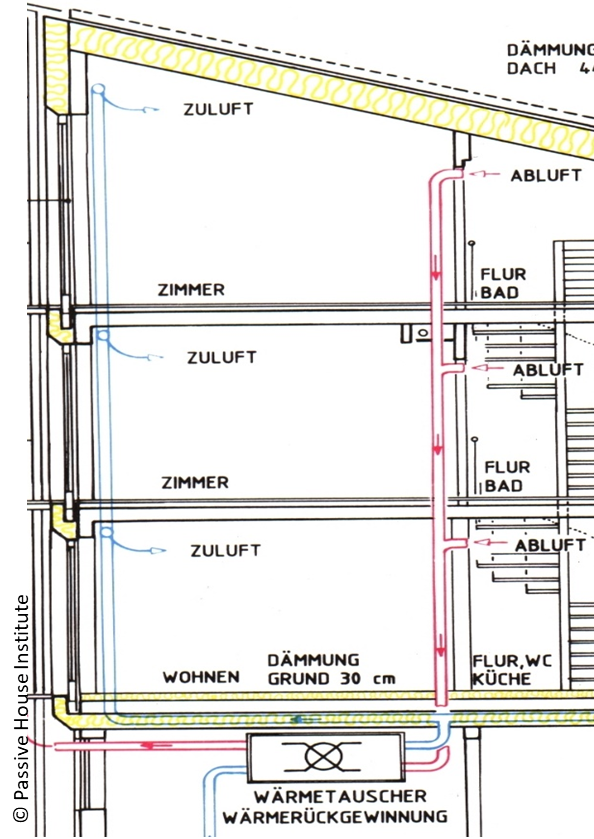 DÄMMUNG
DACH 44
ZULUFT
ABLUFT
FLUR
BAD
ZIMMER
ZULUFT
ABLUFT
FLUR
BAD
ZIMMER
ZULUFT
ABLUFT
WOHNEN
DÄMMUNG
GRUND 30 cm
FLUR,WC
KÜCHE
WÄRMETAUSCHER
WÄRMERÜCKGEWINNUNG
© Passive House Institute